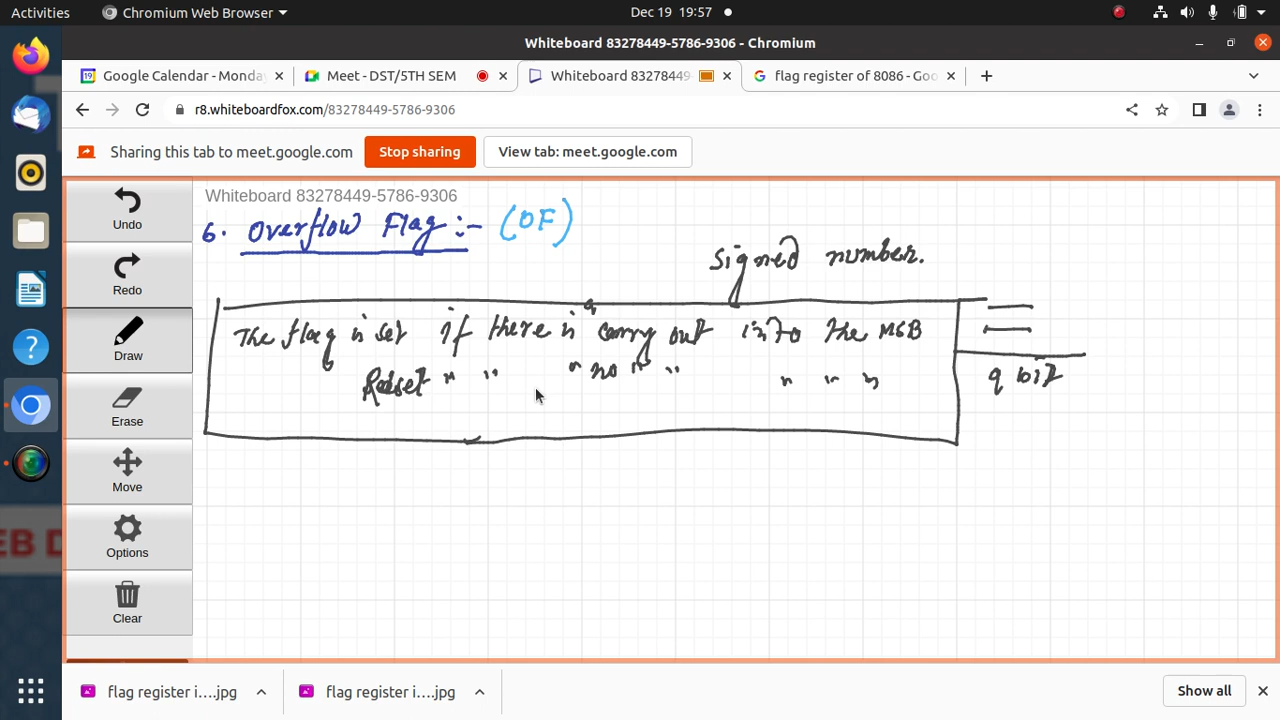 Activities
Chromium Web Browser
Dec 19 19:57
Whiteboard 83278449-5786-9306 - Chromium
Google Calendar - Monda
Meet - DST/5TH SEM
Whiteboard 83278449
flag register of 8086 - Goo
r8.whiteboardfox.com/83278449-5786-9306
Sharing this tab to meet.google.com
Stop sharing
View tab: meet.google.com
Undo
Redo
Draw
Erase
Move
Options
Clear
Whiteboard 83278449-5786-9306
6. Overflow Flag :- (OF)
signed number.
The flag is set if there is a carry out into the MSB
Reset " " " no " " " " "
9 bit
EB D
flag register i....jpg
flag register i....jpg
Show all